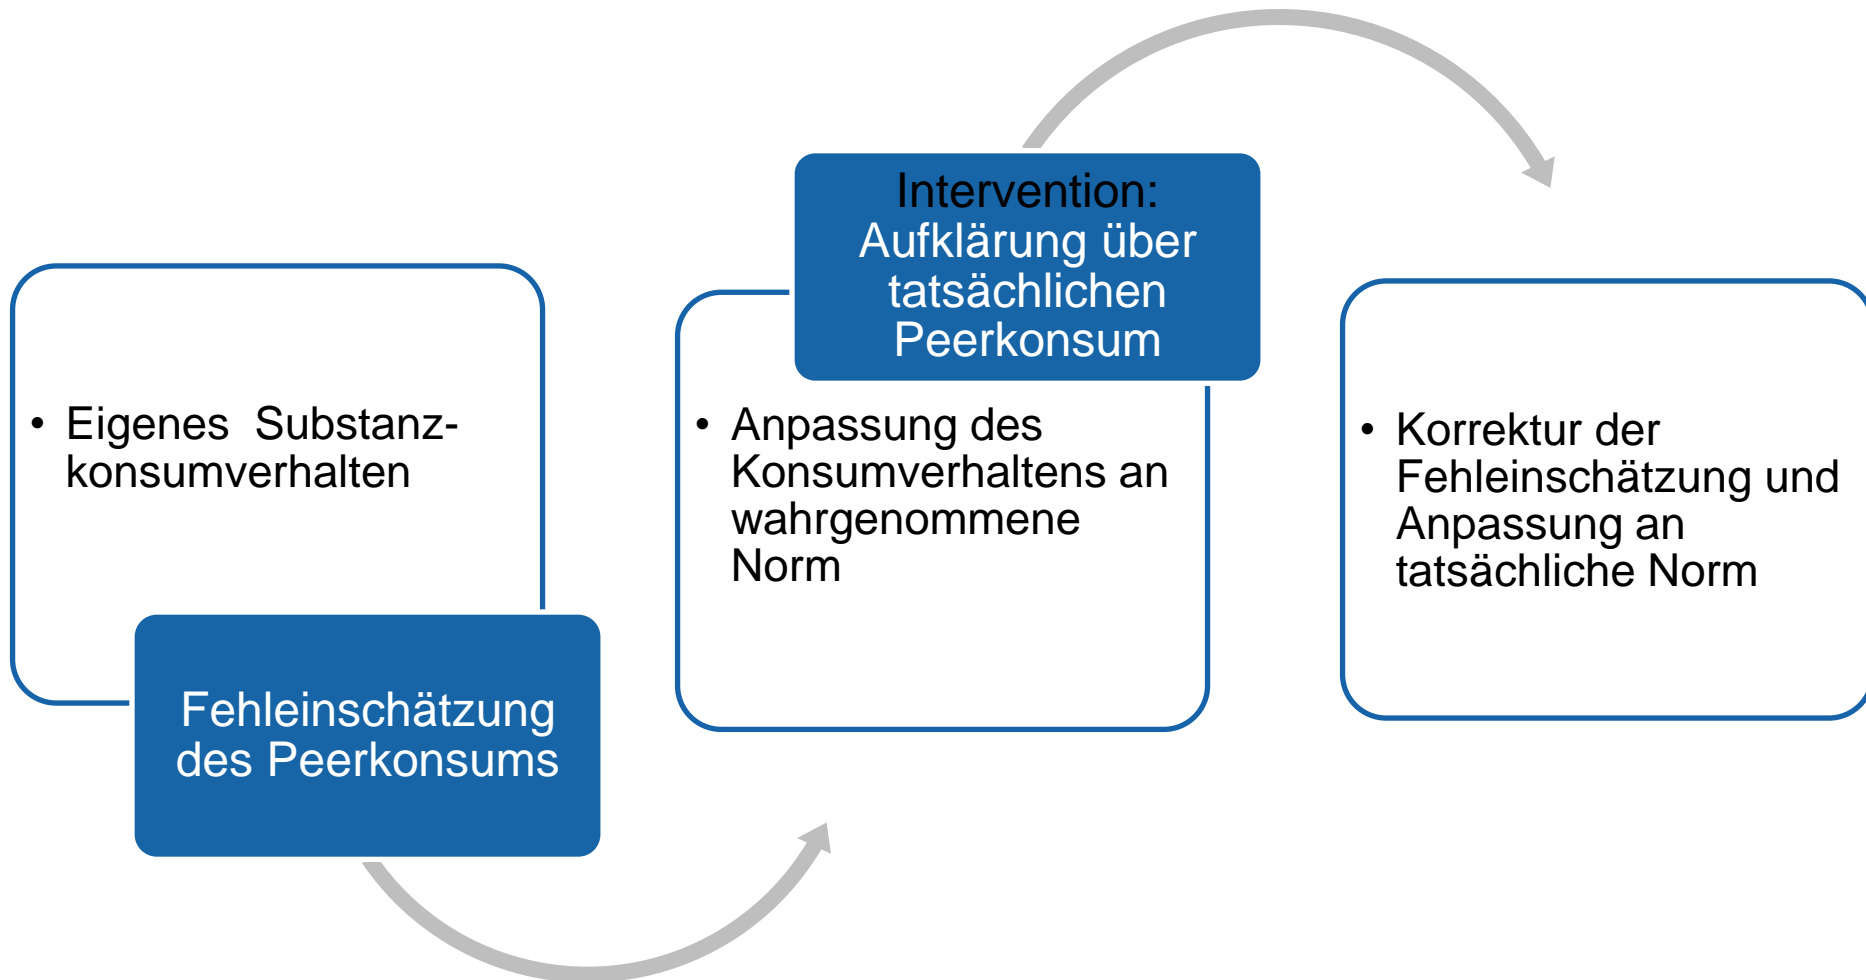 • Eigenes  Substanz-
konsumverhalten
Fehleinschätzung
des Peerkonsums
Intervention:
Aufklärung über
tatsächlichen
Peerkonsum
• Anpassung des
Konsumverhaltens an
wahrgenommene
Norm
• Korrektur der
Fehleinschätzung und
Anpassung an
tatsächliche Norm